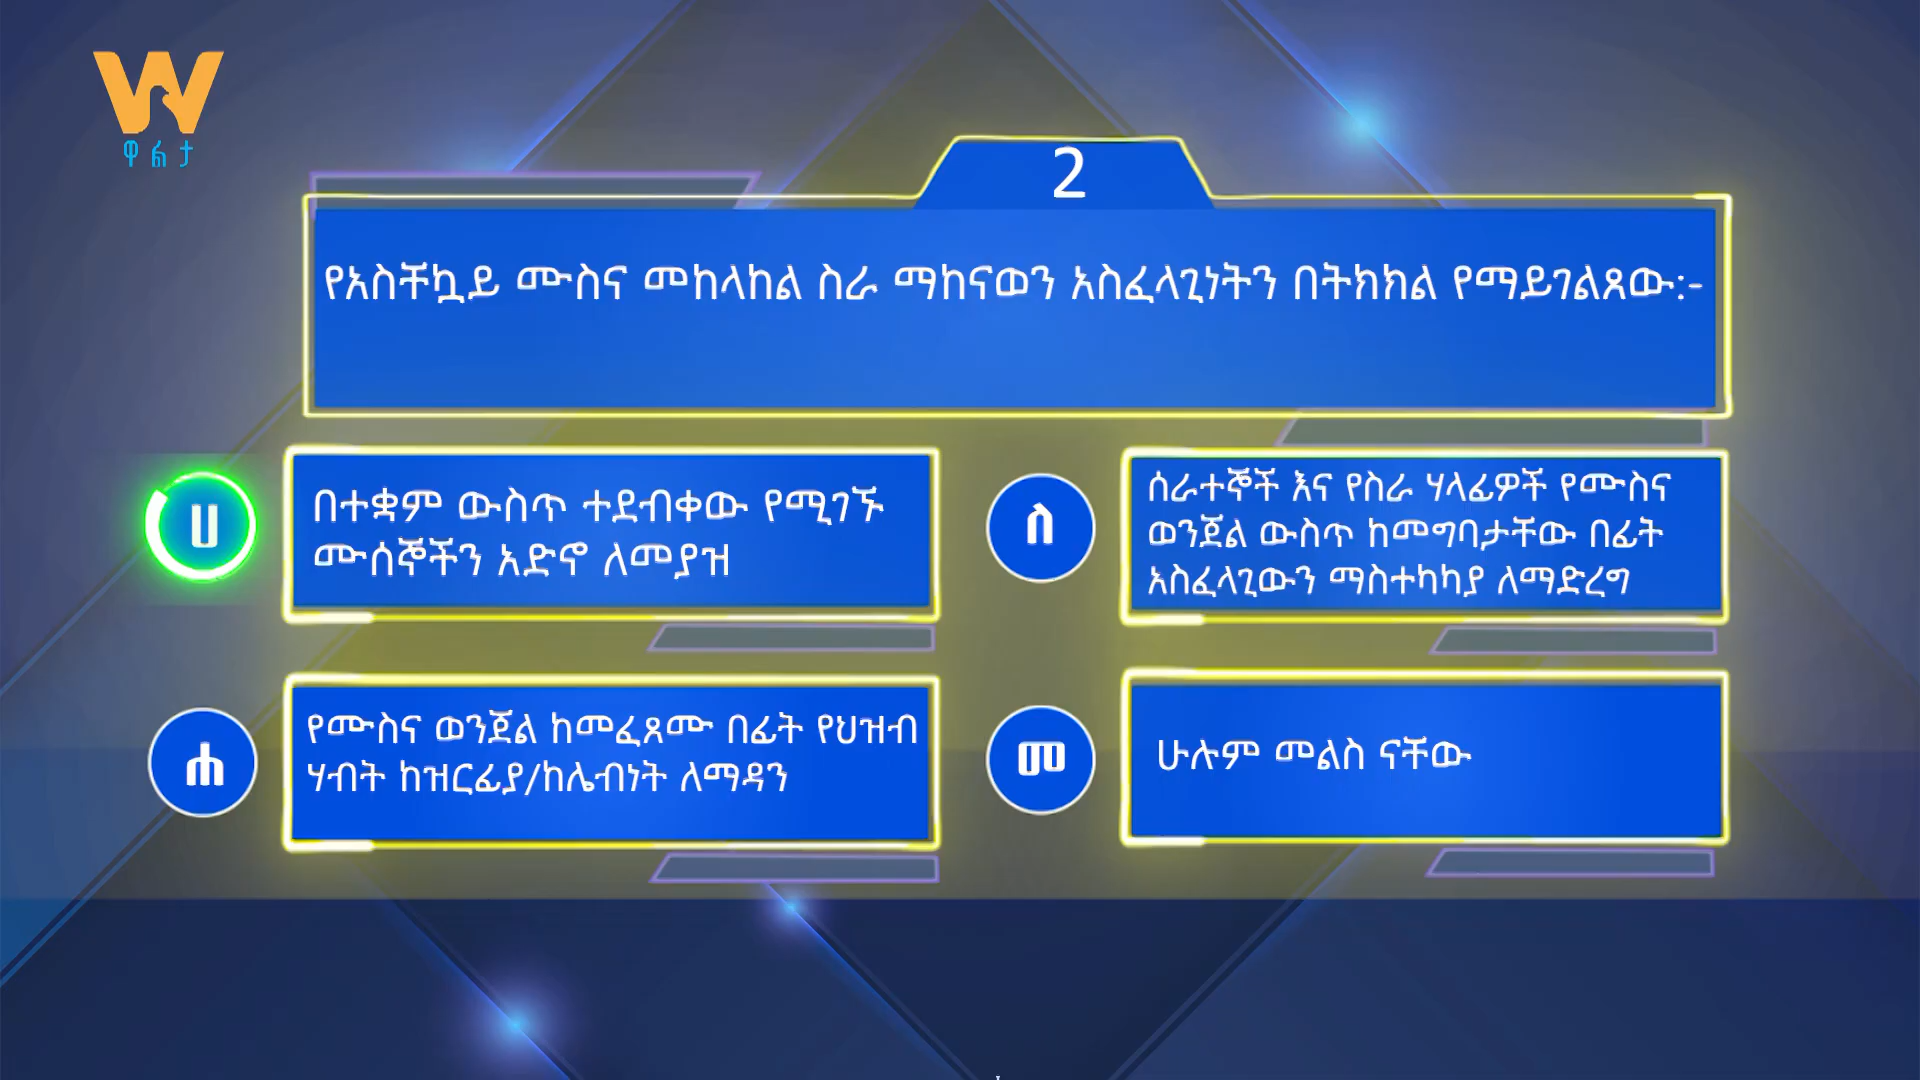 ዋልታ
2
የአስቸኳይ ሙስና መከላከል ስራ ማከናወን አስፈላጊነትን በትክክል የማይገልጸው:-
ሀ
በተቋም ውስጥ ተደብቀው የሚገኙ
ሙሰኞችን አድኖ ለመያዝ
ለ
ሰራተኞች እና የስራ ሃላፊዎች የሙስና
ወንጀል ውስጥ ከመግባታቸው በፊት
አስፈላጊውን ማስተካከያ ለማድረግ
ሐ
የሙስና ወንጀል ከመፈጸሙ በፊት የህዝብ
ሃብት ከዝርፊያ/ከሌብነት ለማዳን
መ
ሁሉም መልስ ናቸው